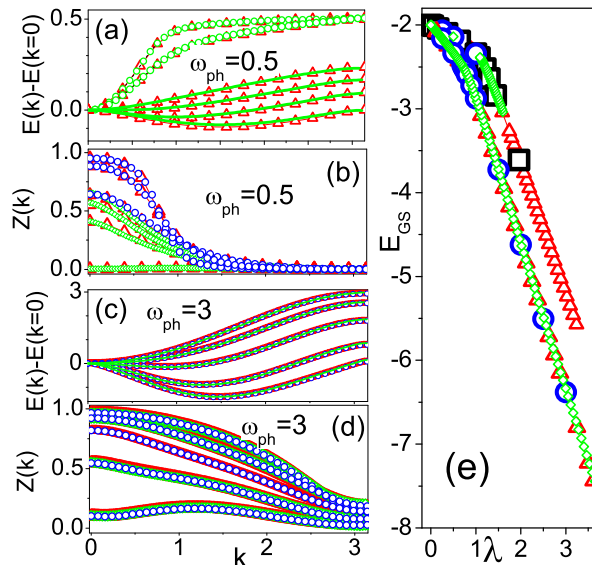 (a)
E(k)-E(k=0)
0.5
0.0
ω_ph=0.5
(b)
Z(k)
1.0
0.5
0.0
ω_ph=0.5
(c)
E(k)-E(k=0)
3
0
ω_ph=3
(d)
Z(k)
1.0
0.5
0.0
ω_ph=3
0 1 2 3
k
(e)
E_GS
-2
-3
-4
-5
-6
-7
-8
0 1 2 3
λ